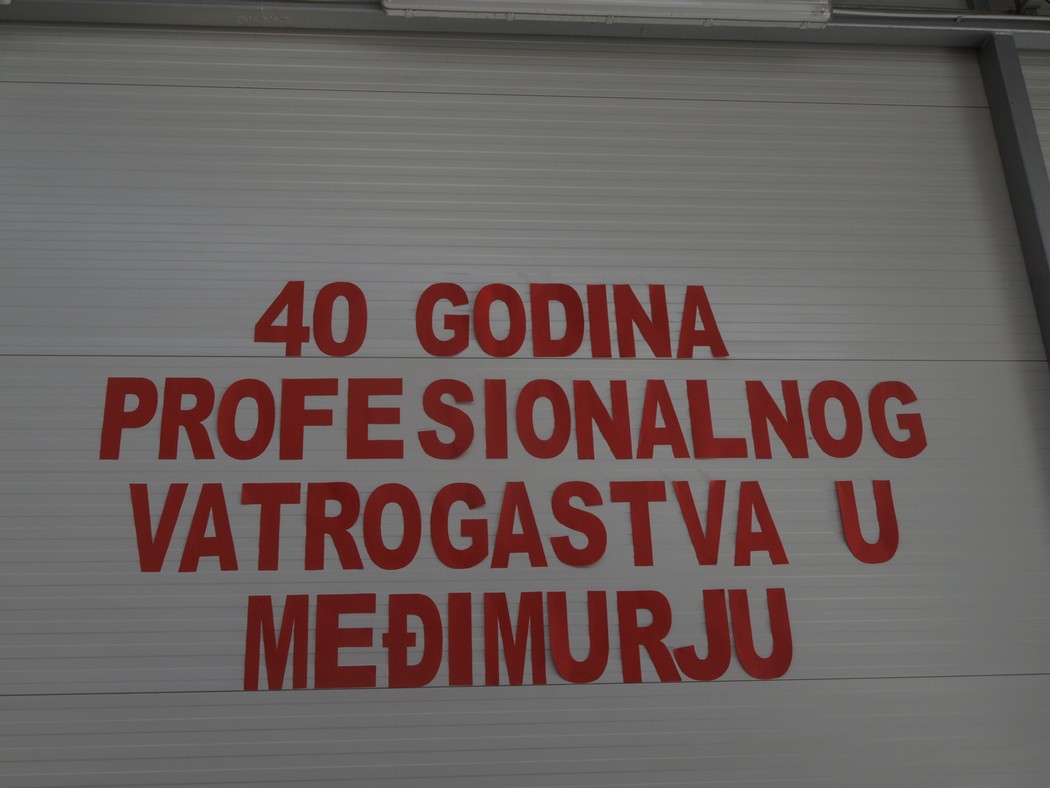 40 GODINA
PROFESIONALNOG
VATROGASTVA U
MEĐIMURJU